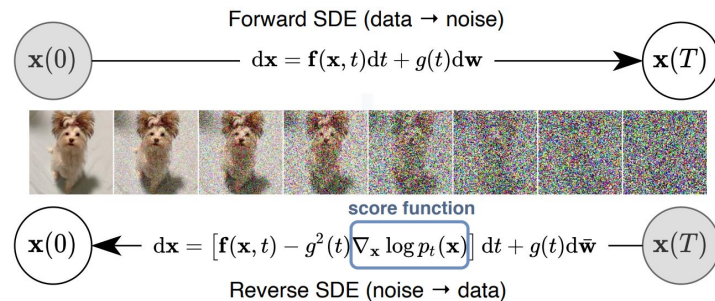 Forward SDE (data → noise)
x(0) dx = f(x, t)dt + g(t)dw x(T)
score function
x(0) dx = [f(x, t) − g²(t)∇ₓ log pₜ(x)] dt + g(t)dw̄ x(T)
Reverse SDE (noise → data)